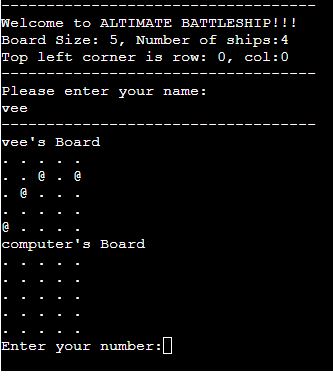 -----------------------------------
Welcome to ALTIMATE BATTLESHIP!!!
Board Size: 5, Number of ships:4
Top left corner is row: 0, col:0
-----------------------------------
Please enter your name:
vee
-----------------------------------
vee's Board
. . . . .
. . @ . @
. @ . . .
. . . . .
@ . . . .
computer's Board
. . . . .
. . . . .
. . . . .
. . . . .
. . . . .
Enter your number: